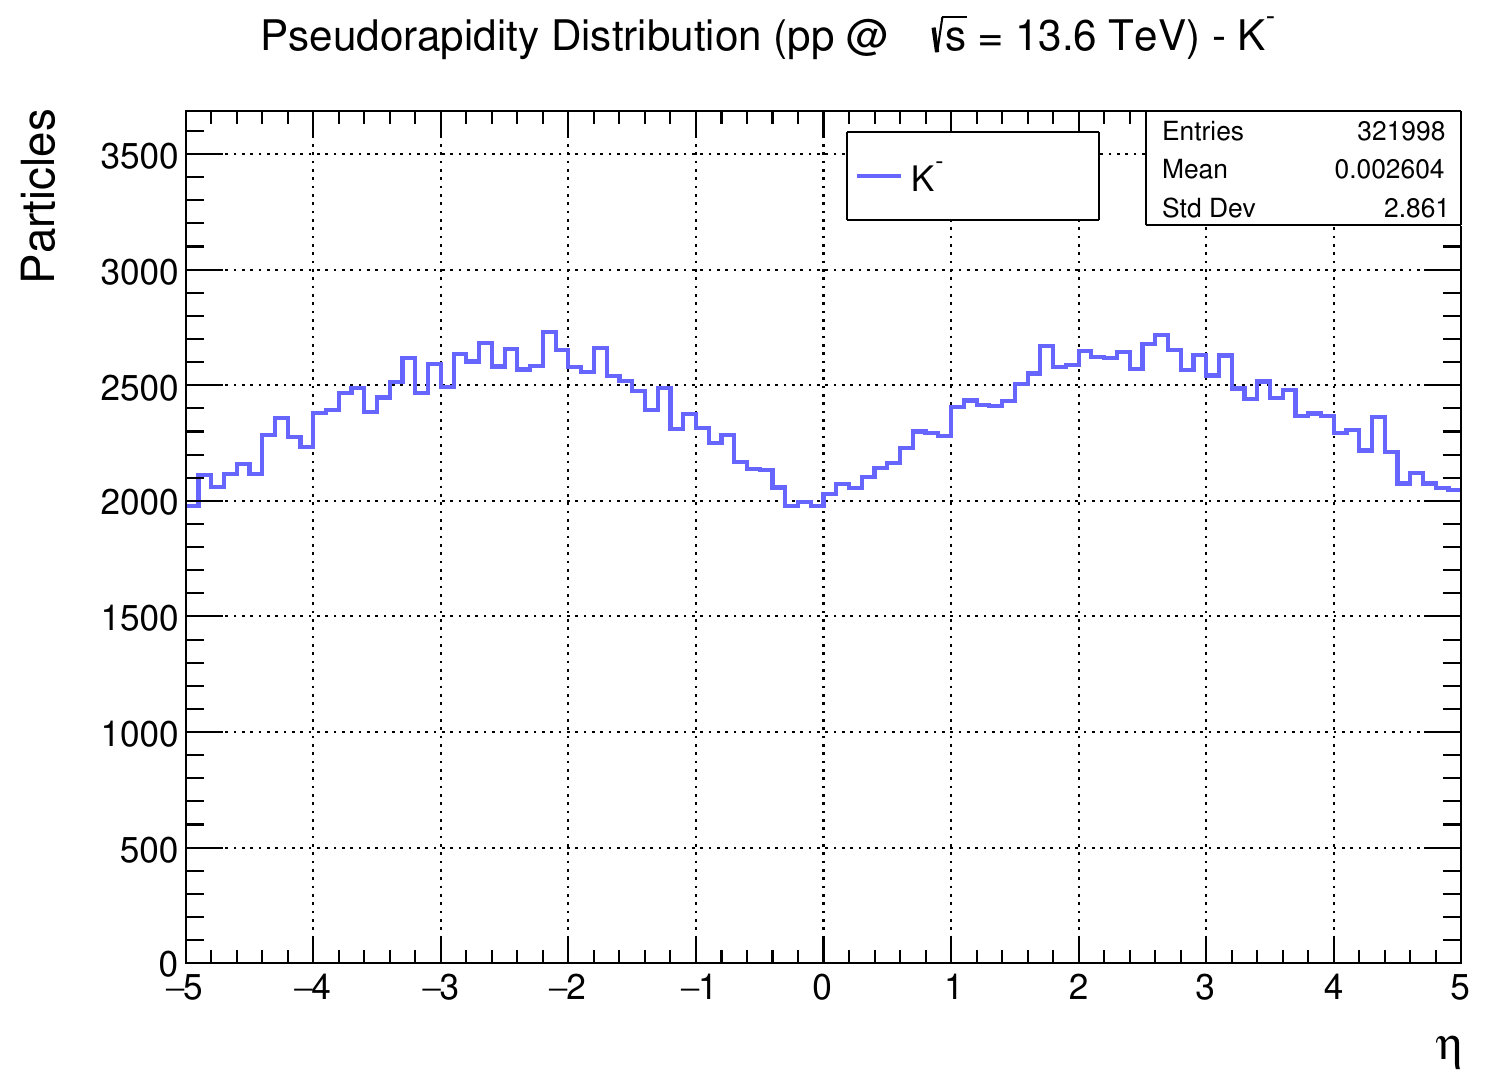 Pseudorapidity Distribution (pp @ √s = 13.6 TeV) - K⁻
Particles
3500
3000
2500
2000
1500
1000
500
0
K⁻
Entries 321998
Mean 0.002604
Std Dev 2.861
−5 −4 −3 −2 −1 0 1 2 3 4 5
η